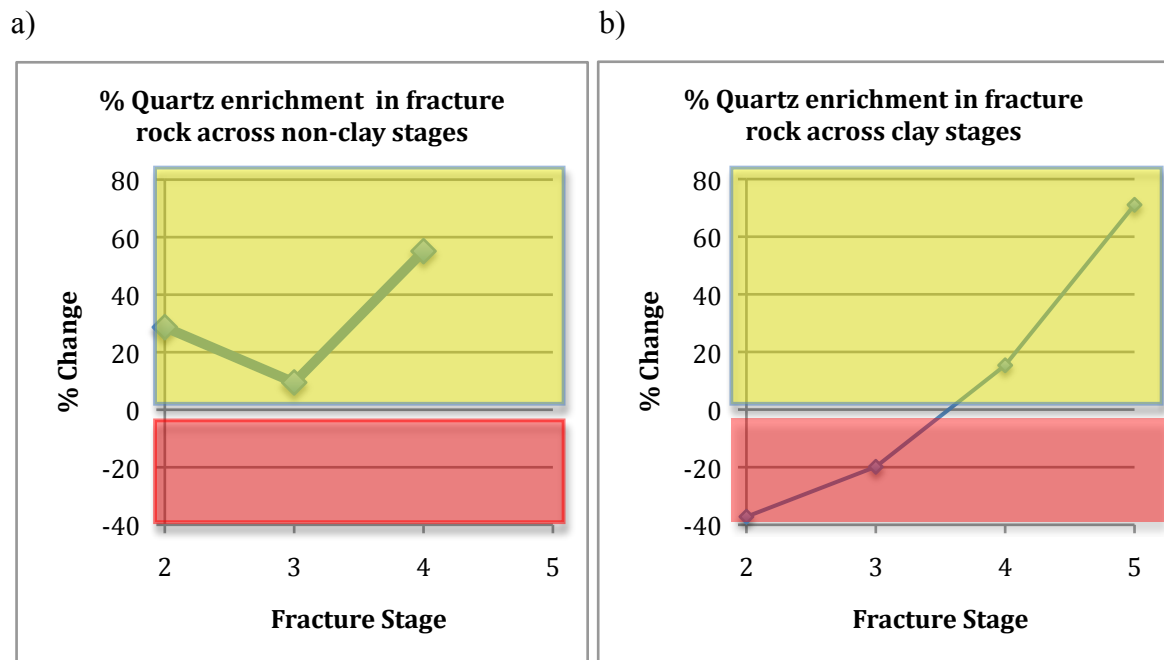 a)
% Quartz enrichment in fracture
rock across non-clay stages
% Change
80
60
40
20
0
-20
-40
2 3 4 5
Fracture Stage
b)
% Quartz enrichment in fracture
rock across clay stages
% Change
80
60
40
20
0
-20
-40
2 3 4 5
Fracture Stage